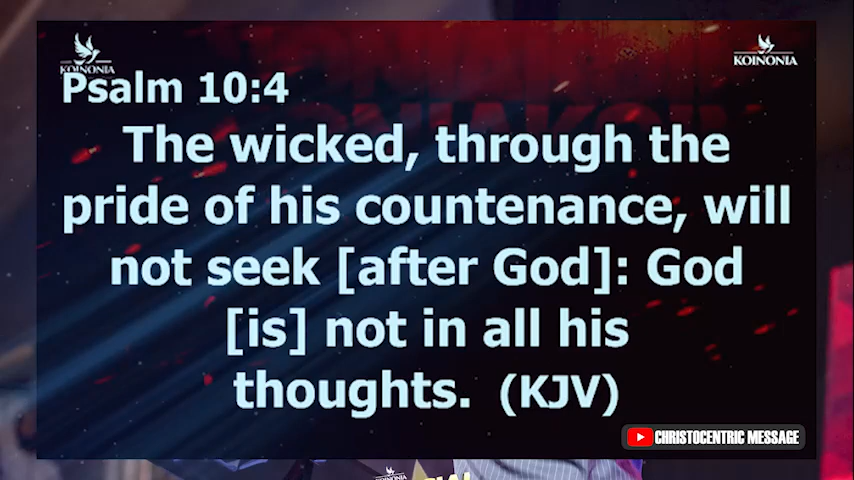 KOINONIA
KOINONIA
Psalm 10:4
The wicked, through the
pride of his countenance, will
not seek [after God]: God
[is] not in all his
thoughts. (KJV)
CHRISTOCENTRIC MESSAGE
KOINONIA